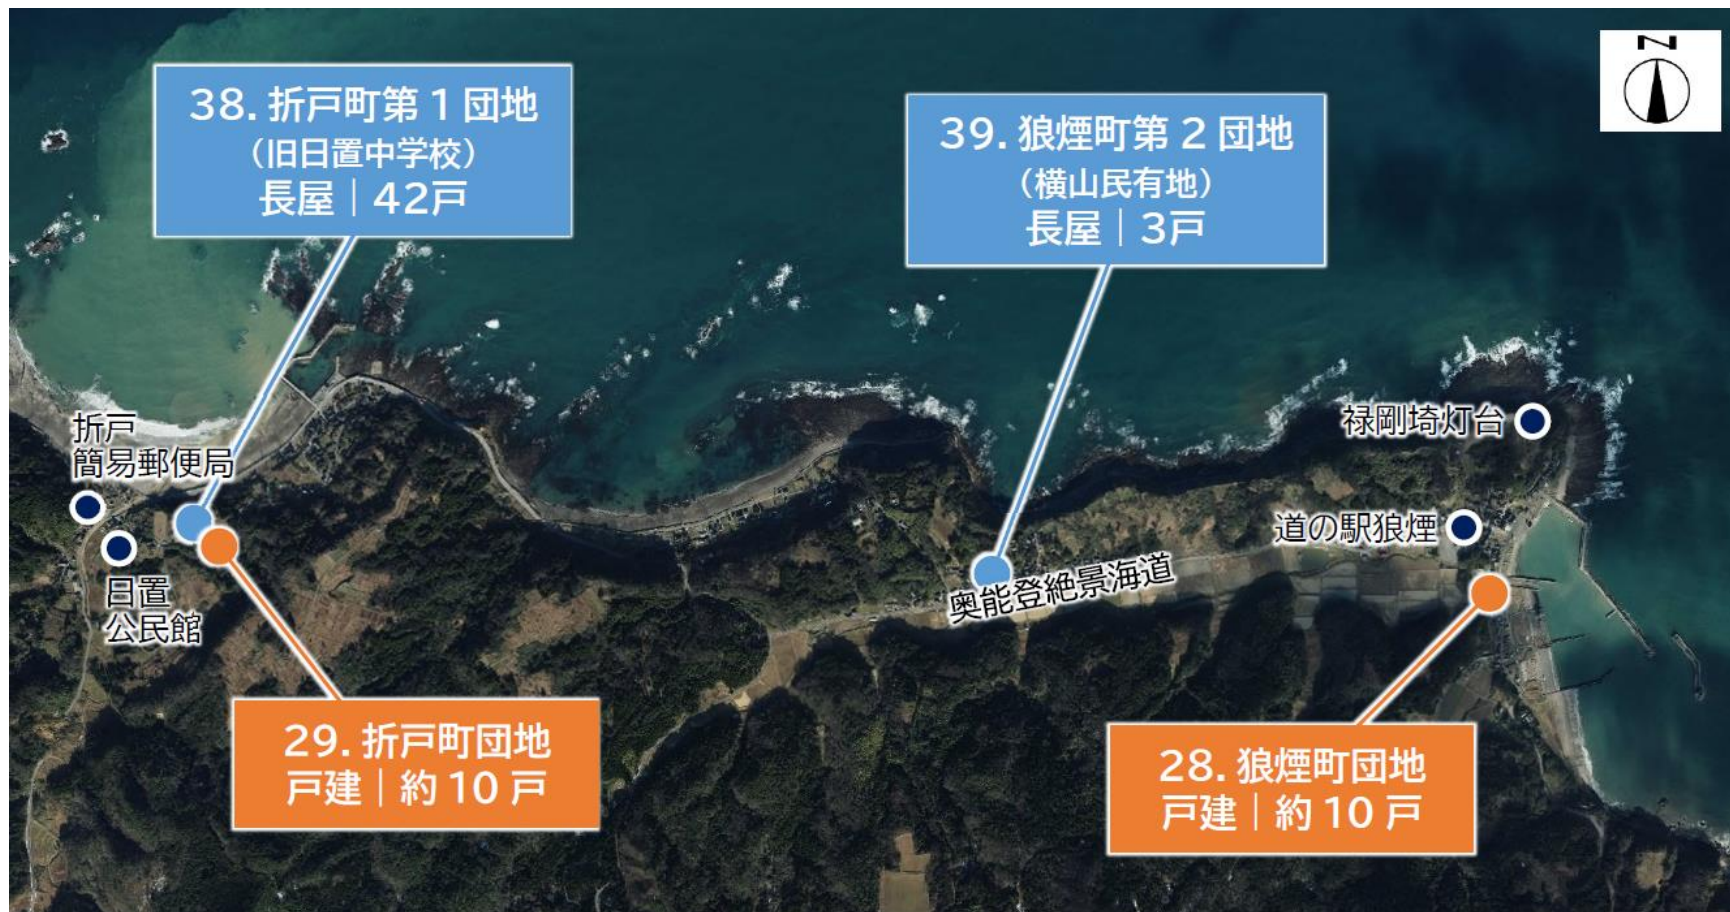 N
38. 折戸町第1団地
（旧日置中学校）
長屋｜42戸
39. 狼煙町第2団地
（横山民有地）
長屋｜3戸
折戸
簡易郵便局
日置
公民館
禄剛埼灯台
道の駅狼煙
奥能登絶景海道
29. 折戸町団地
戸建｜約10戸
28. 狼煙町団地
戸建｜約10戸